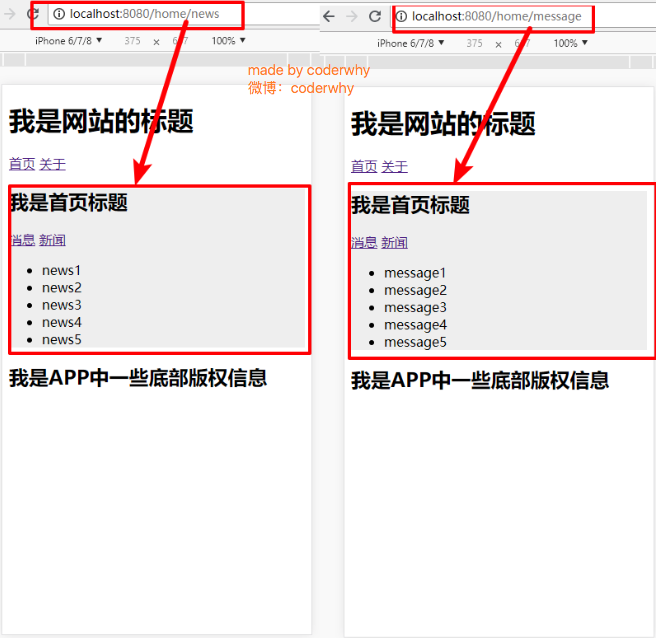 localhost:8080/home/news
iPhone 6/7/8 ▼ 375 × 667 100% ▼
made by coderwhy
微博：coderwhy
我是网站的标题
首页 关于
我是首页标题
消息 新闻
news1
news2
news3
news4
news5
我是APP中一些底部版权信息
localhost:8080/home/message
iPhone 6/7/8 ▼ 375 × 100% ▼
我是网站的标题
首页 关于
我是首页标题
消息 新闻
message1
message2
message3
message4
message5
我是APP中一些底部版权信息